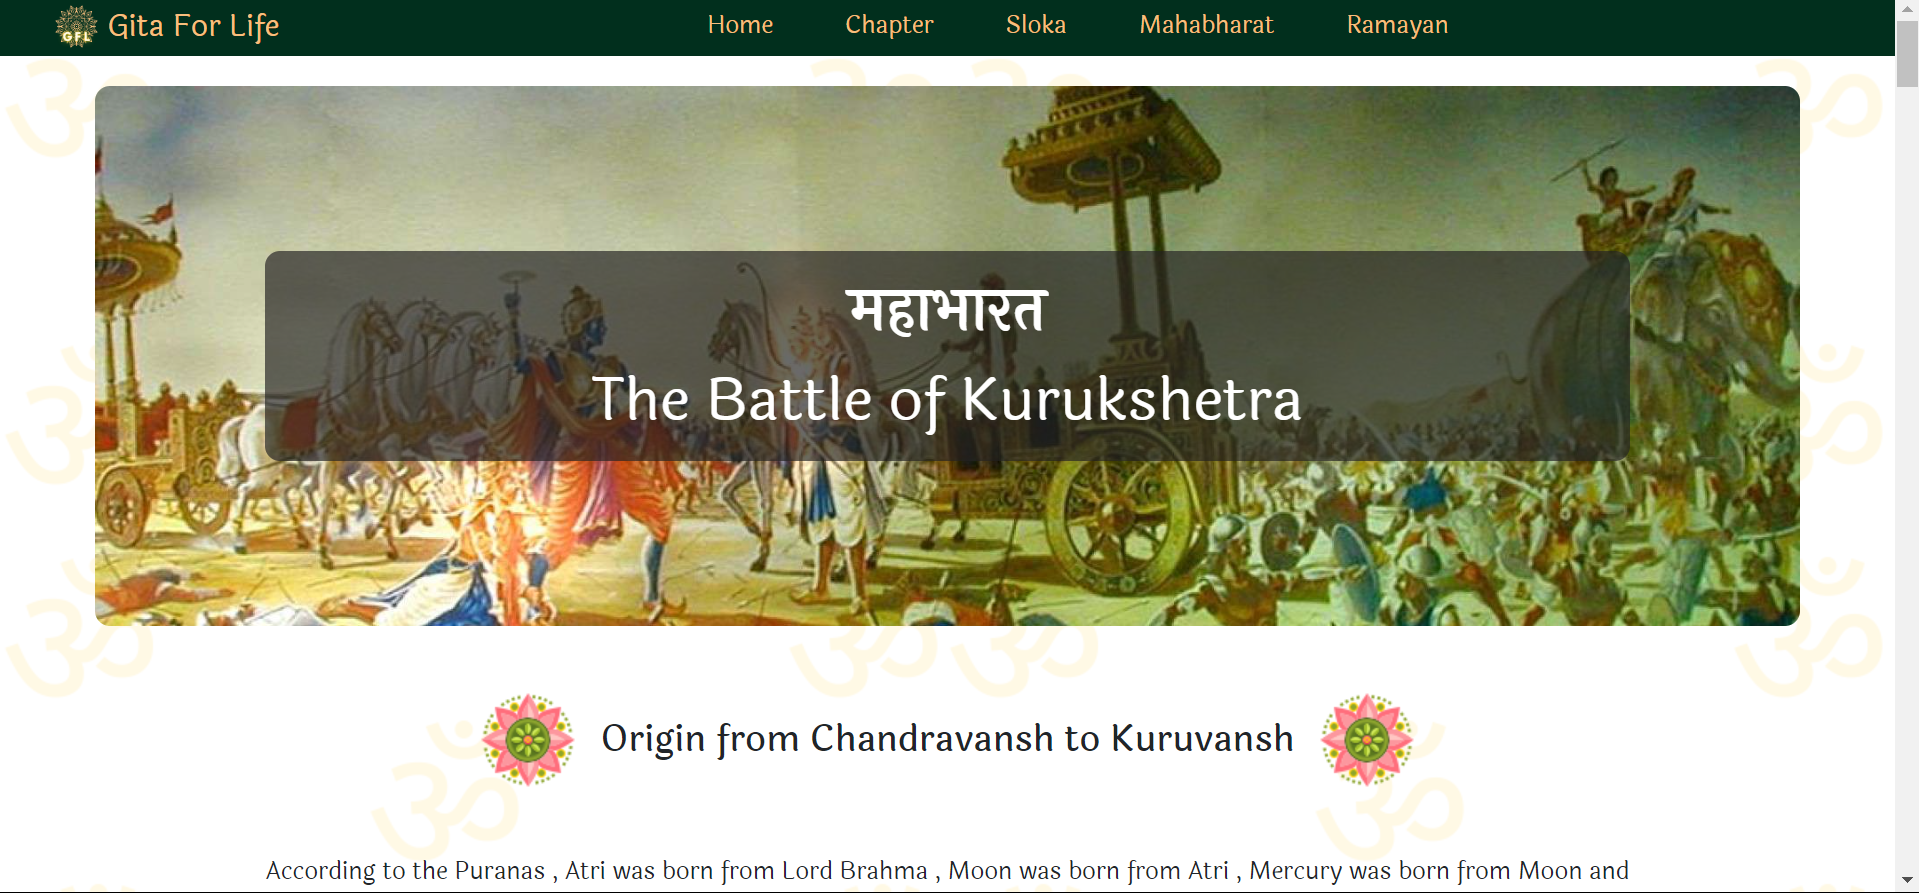 GFL Gita For Life Home Chapter Sloka Mahabharat Ramayan
महाभारत
The Battle of Kurukshetra
Origin from Chandravansh to Kuruvansh
According to the Puranas , Atri was born from Lord Brahma , Moon was born from Atri , Mercury was born from Moon and